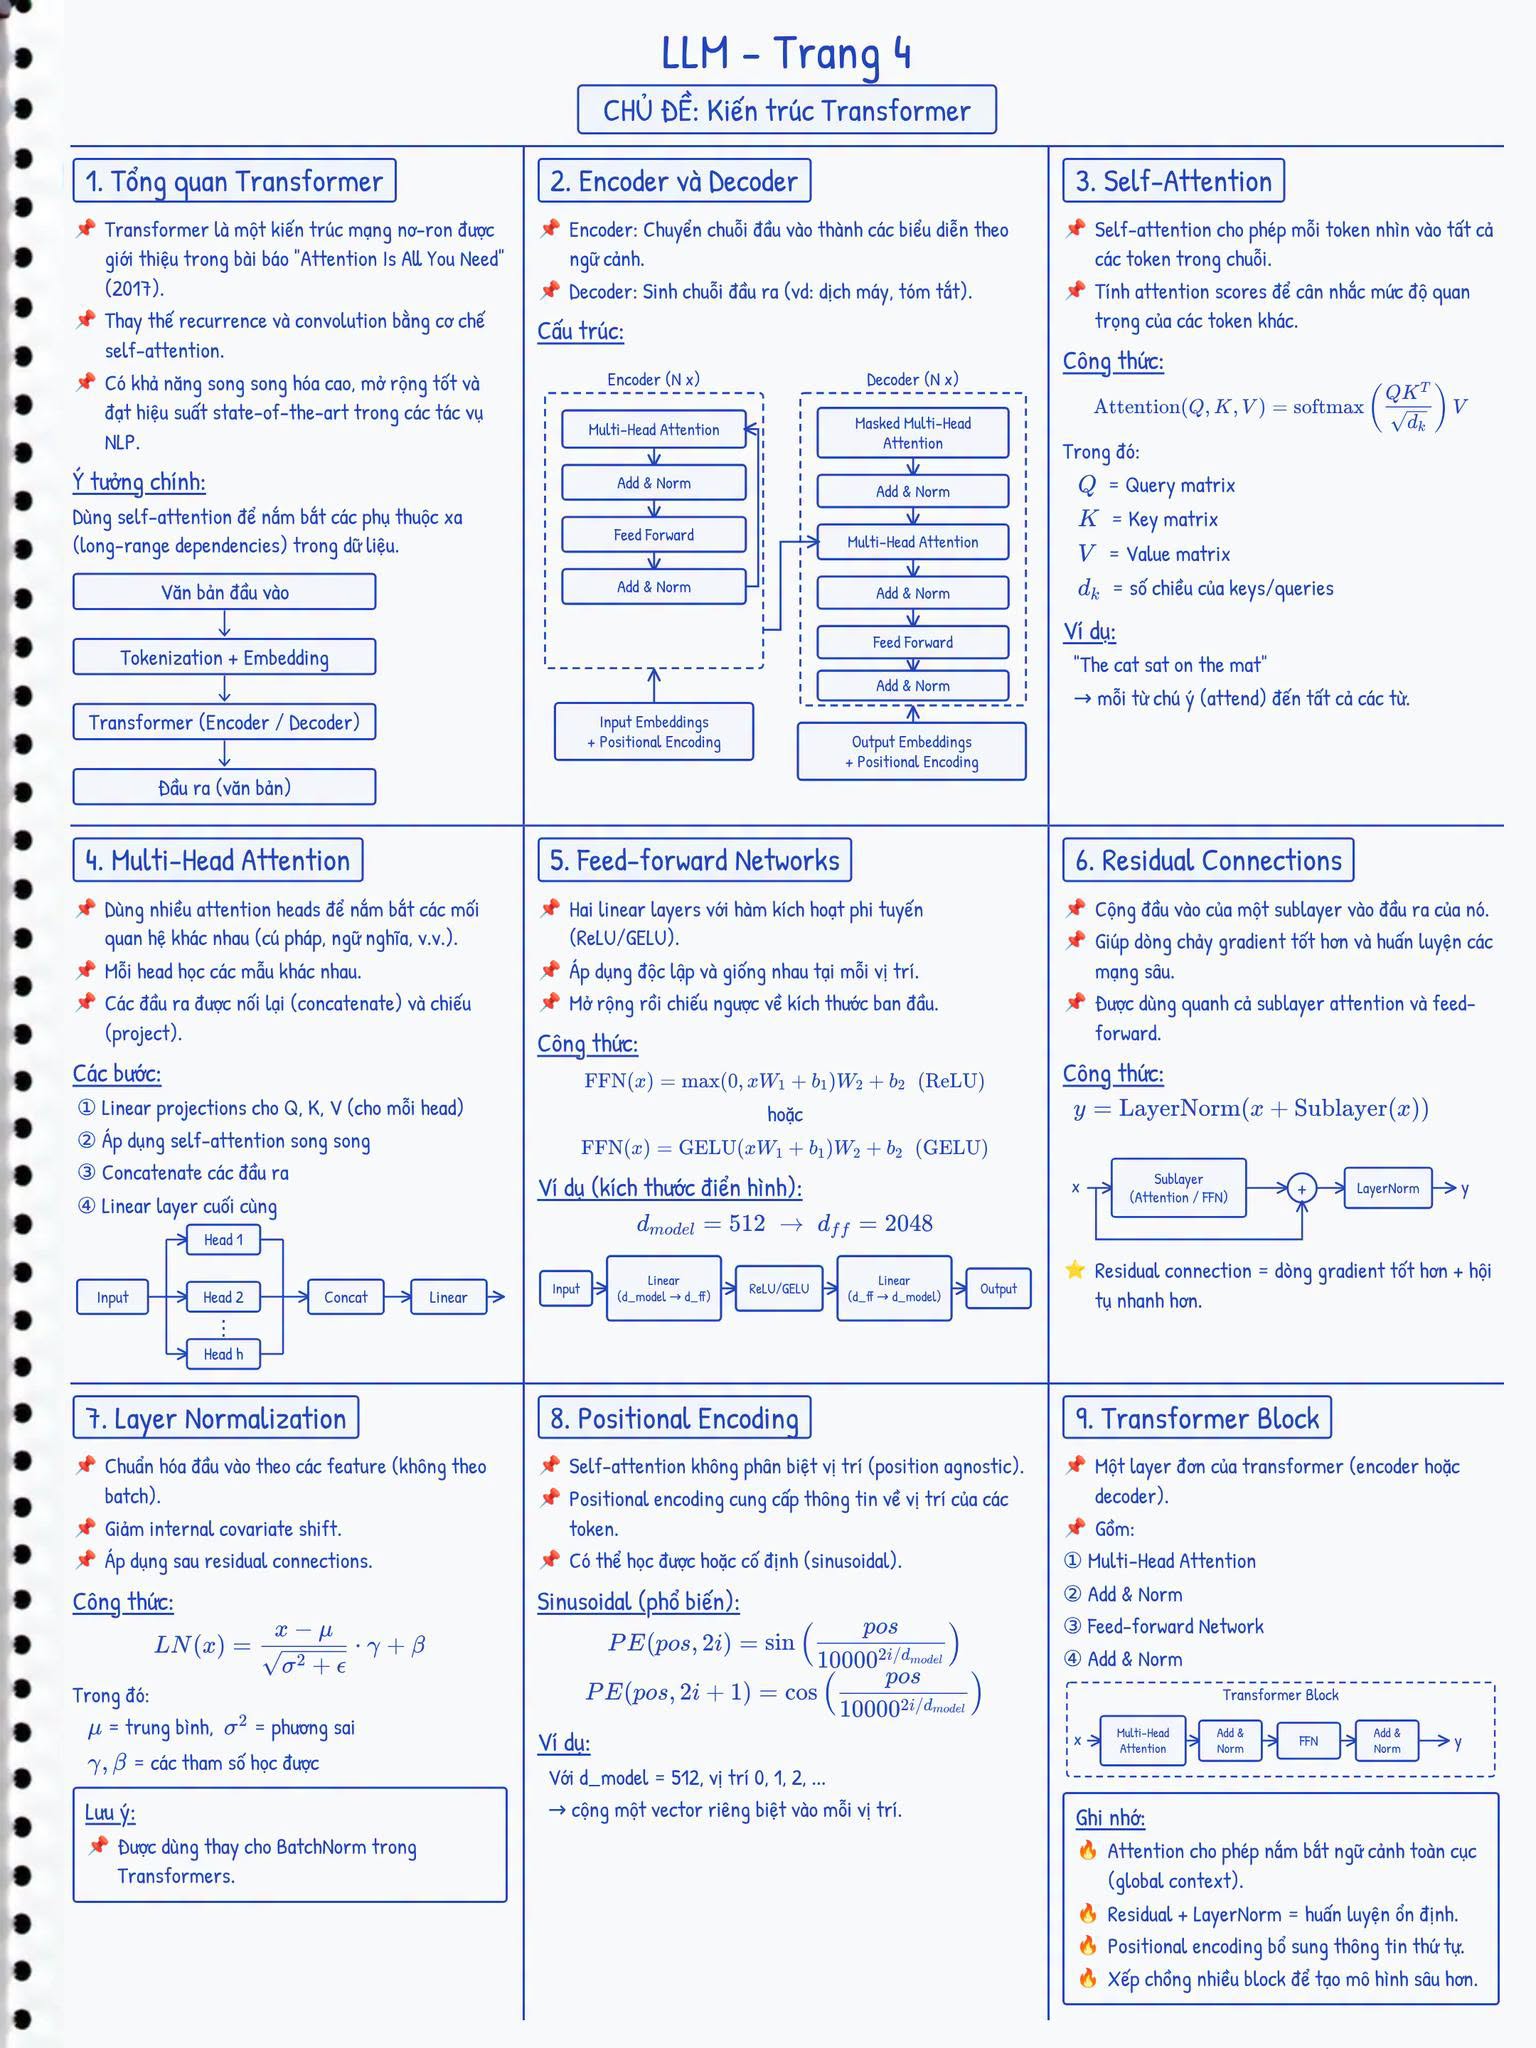 LLM - Trang 4
CHỦ ĐỀ: Kiến trúc Transformer
1. Tổng quan Transformer
📌 Transformer là một kiến trúc mạng nơ-ron được
giới thiệu trong bài báo "Attention Is All You Need"
(2017).
📌 Thay thế recurrence và convolution bằng cơ chế
self-attention.
📌 Có khả năng song song hóa cao, mở rộng tốt và
đạt hiệu suất state-of-the-art trong các tác vụ
NLP.
Ý tưởng chính:
Dùng self-attention để nắm bắt các phụ thuộc xa
(long-range dependencies) trong dữ liệu.
Văn bản đầu vào
Tokenization + Embedding
Transformer (Encoder / Decoder)
Đầu ra (văn bản)
2. Encoder và Decoder
📌 Encoder: Chuyển chuỗi đầu vào thành các biểu diễn theo
ngữ cảnh.
📌 Decoder: Sinh chuỗi đầu ra (vd: dịch máy, tóm tắt).
Cấu trúc:
Encoder (N x)
Multi-Head Attention
Add & Norm
Feed Forward
Add & Norm
Input Embeddings
+ Positional Encoding
Decoder (N x)
Masked Multi-Head
Attention
Add & Norm
Multi-Head Attention
Add & Norm
Feed Forward
Add & Norm
Output Embeddings
+ Positional Encoding
3. Self-Attention
📌 Self-attention cho phép mỗi token nhìn vào tất cả
các token trong chuỗi.
📌 Tính attention scores để cân nhắc mức độ quan
trọng của các token khác.
Công thức:
Attention(Q, K, V) = softmax(QK^T / √d_k) V
Trong đó:
Q = Query matrix
K = Key matrix
V = Value matrix
d_k = số chiều của keys/queries
Ví dụ:
"The cat sat on the mat"
→ mỗi từ chú ý (attend) đến tất cả các từ.
4. Multi-Head Attention
📌 Dùng nhiều attention heads để nắm bắt các mối
quan hệ khác nhau (cú pháp, ngữ nghĩa, v.v.).
📌 Mỗi head học các mẫu khác nhau.
📌 Các đầu ra được nối lại (concatenate) và chiếu
(project).
Các bước:
① Linear projections cho Q, K, V (cho mỗi head)
② Áp dụng self-attention song song
③ Concatenate các đầu ra
④ Linear layer cuối cùng
Input
Head 1
Head 2
⋮
Head h
Concat
Linear
5. Feed-forward Networks
📌 Hai linear layers với hàm kích hoạt phi tuyến
(ReLU/GELU).
📌 Áp dụng độc lập và giống nhau tại mỗi vị trí.
📌 Mở rộng rồi chiếu ngược về kích thước ban đầu.
Công thức:
FFN(x) = max(0, xW₁ + b₁)W₂ + b₂ (ReLU)
hoặc
FFN(x) = GELU(xW₁ + b₁)W₂ + b₂ (GELU)
Ví dụ (kích thước điển hình):
d_model = 512 → d_ff = 2048
Input
Linear
(d_model → d_ff)
ReLU/GELU
Linear
(d_ff → d_model)
Output
6. Residual Connections
📌 Cộng đầu vào của một sublayer vào đầu ra của nó.
📌 Giúp dòng chảy gradient tốt hơn và huấn luyện các
mạng sâu.
📌 Được dùng quanh cả sublayer attention và feed-
forward.
Công thức:
y = LayerNorm(x + Sublayer(x))
x
Sublayer
(Attention / FFN)
+
LayerNorm
y
⭐ Residual connection = dòng gradient tốt hơn + hội
tụ nhanh hơn.
7. Layer Normalization
📌 Chuẩn hóa đầu vào theo các feature (không theo
batch).
📌 Giảm internal covariate shift.
📌 Áp dụng sau residual connections.
Công thức:
LN(x) = (x − μ) / √(σ² + ϵ) · γ + β
Trong đó:
μ = trung bình, σ² = phương sai
γ, β = các tham số học được
Lưu ý:
📌 Được dùng thay cho BatchNorm trong
Transformers.
8. Positional Encoding
📌 Self-attention không phân biệt vị trí (position agnostic).
📌 Positional encoding cung cấp thông tin về vị trí của các
token.
📌 Có thể học được hoặc cố định (sinusoidal).
Sinusoidal (phổ biến):
PE(pos, 2i) = sin(pos / 10000^{2i/d_model})
PE(pos, 2i + 1) = cos(pos / 10000^{2i/d_model})
Ví dụ:
Với d_model = 512, vị trí 0, 1, 2, ...
→ cộng một vector riêng biệt vào mỗi vị trí.
9. Transformer Block
📌 Một layer đơn của transformer (encoder hoặc
decoder).
📌 Gồm:
① Multi-Head Attention
② Add & Norm
③ Feed-forward Network
④ Add & Norm
Transformer Block
x
Multi-Head
Attention
Add &
Norm
FFN
Add &
Norm
y
Ghi nhớ:
🔥 Attention cho phép nắm bắt ngữ cảnh toàn cục
(global context).
🔥 Residual + LayerNorm = huấn luyện ổn định.
🔥 Positional encoding bổ sung thông tin thứ tự.
🔥 Xếp chồng nhiều block để tạo mô hình sâu hơn.